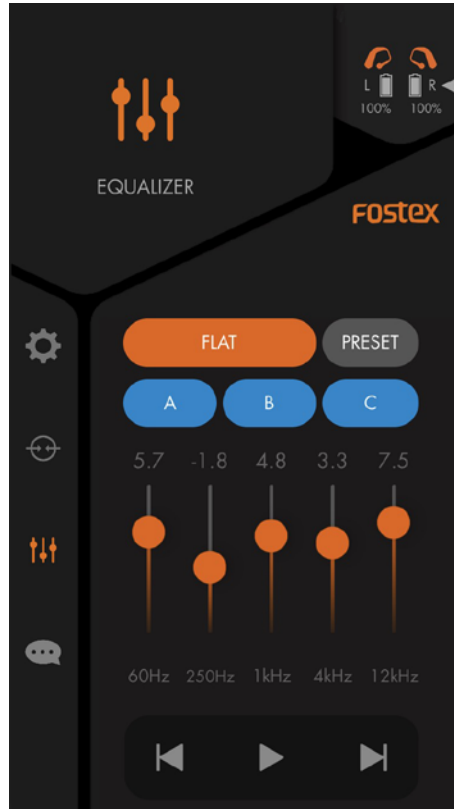 L R
100% 100%
EQUALIZER
Fostex
FLAT PRESET
A B C
5.7 -1.8 4.8 3.3 7.5
60Hz 250Hz 1kHz 4kHz 12kHz